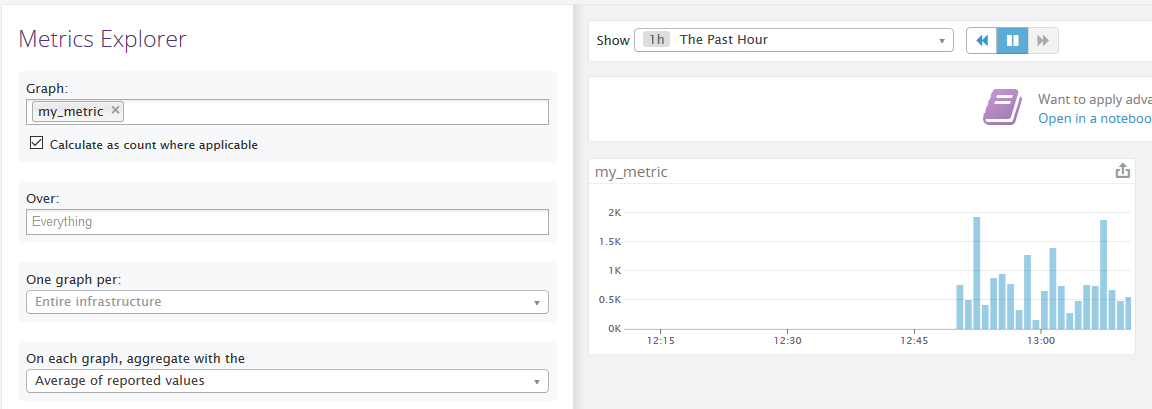 Metrics Explorer
Graph:
my_metric ×
Calculate as count where applicable
Over:
Everything
One graph per:
Entire infrastructure
On each graph, aggregate with the
Average of reported values
Show 1h The Past Hour
Want to apply adva
Open in a noteboo
my_metric
2K
1.5K
1K
0.5K
0K
12:15 12:30 12:45 13:00